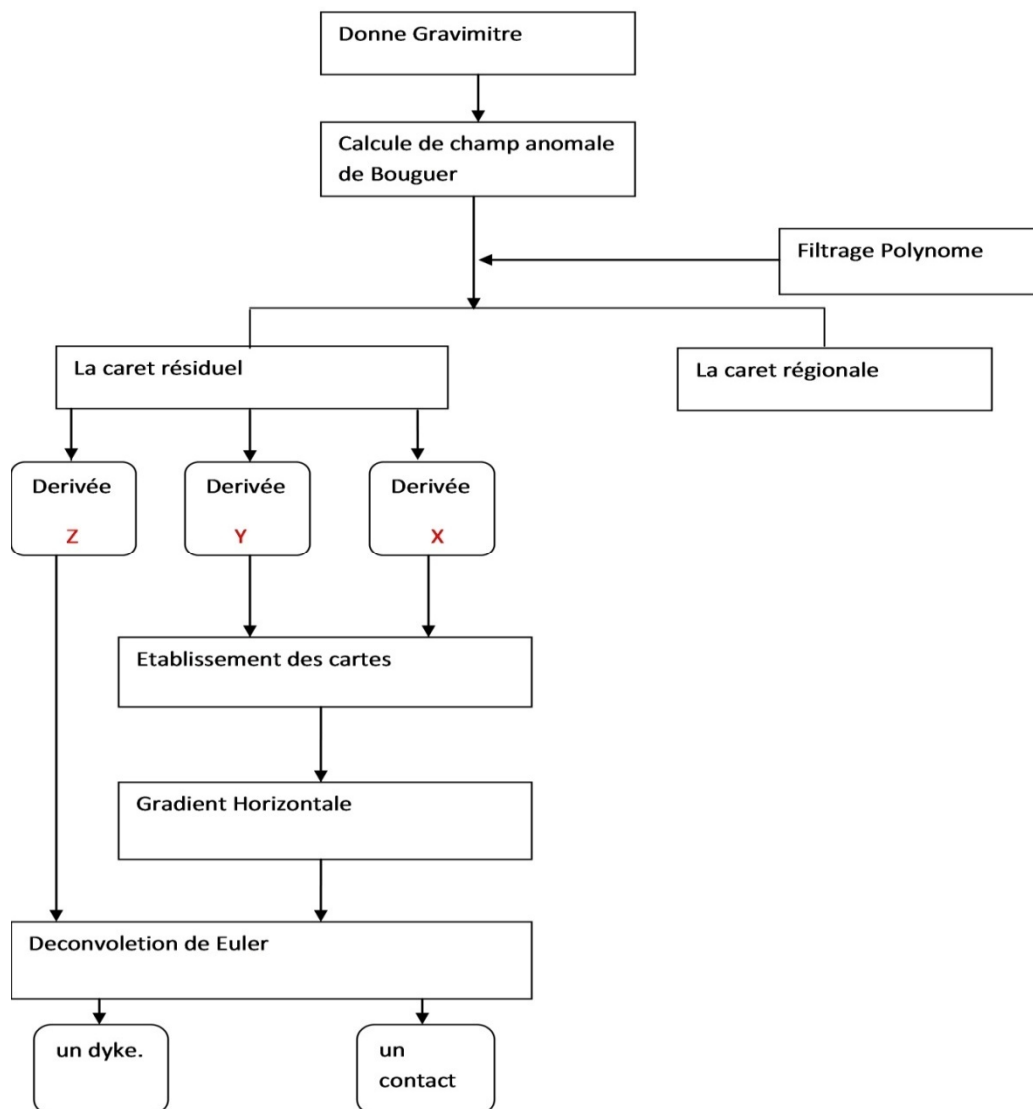 Donne Gravimitre
Calcule de champ anomale
de Bouguer
Filtrage Polynome
La caret résiduel
La caret régionale
Derivée
Z
Derivée
Y
Derivée
X
Etablissement des cartes
Gradient Horizontale
Deconvoletion de Euler
un dyke.
un
contact